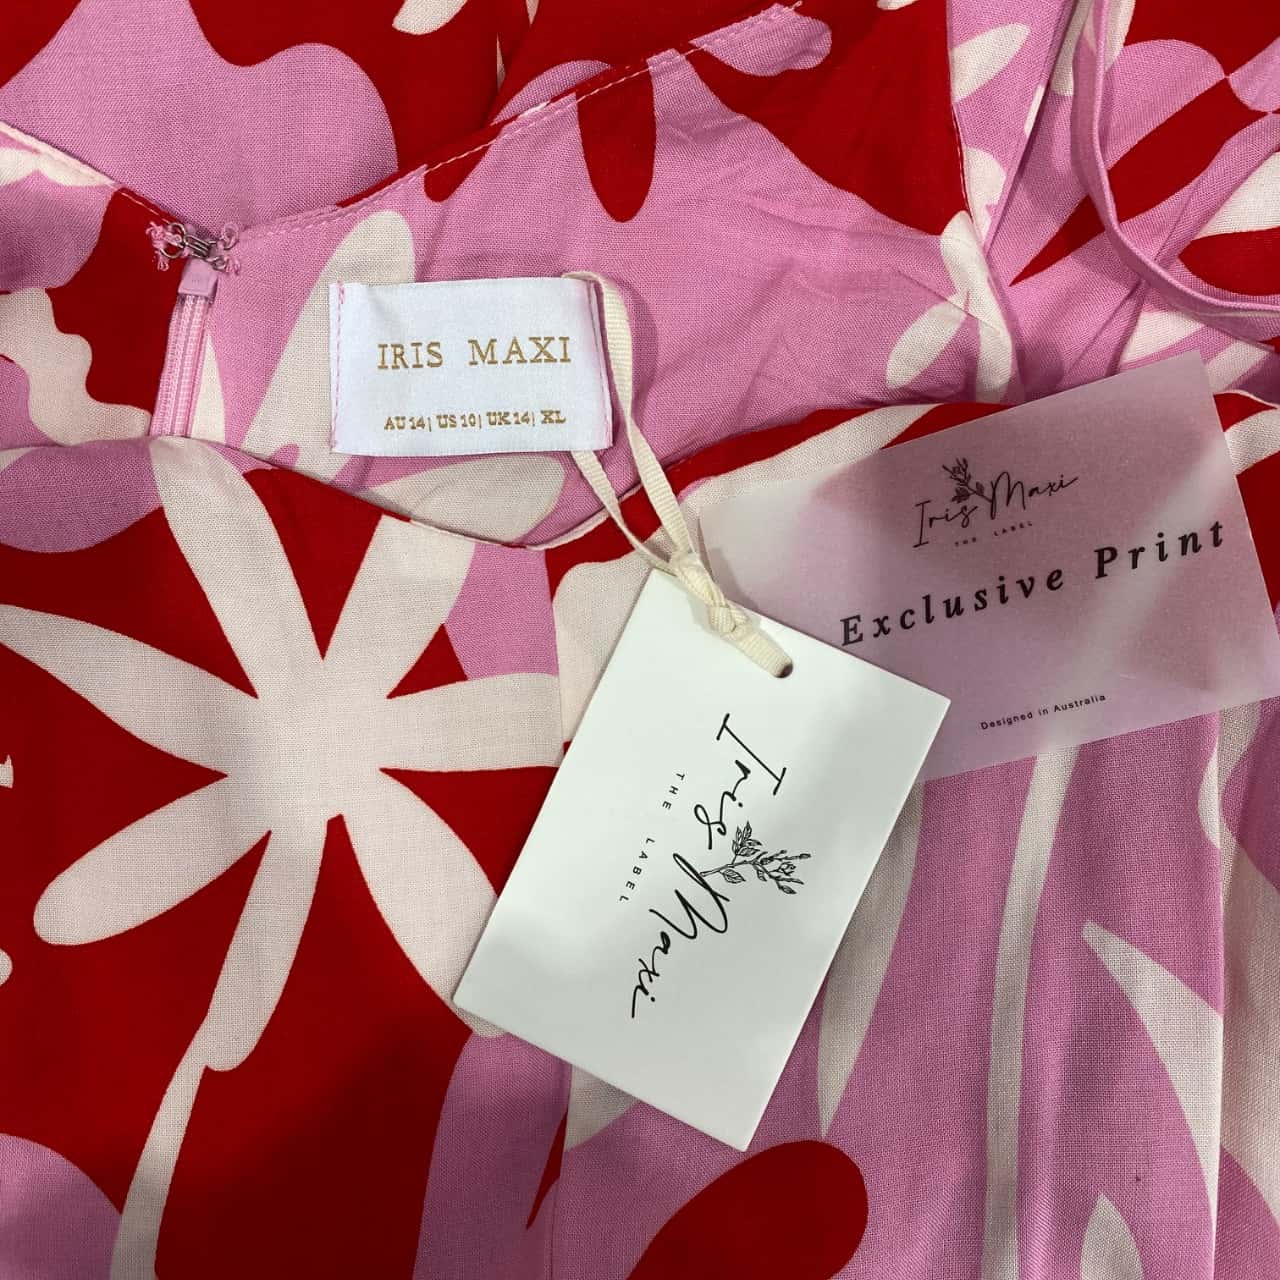 IRIS MAXI
AU 14| US 10| UK 14| XL
Iris Maxi
THE LABEL
Exclusive Print
Designed in Australia
Iris Maxi
THE LABEL